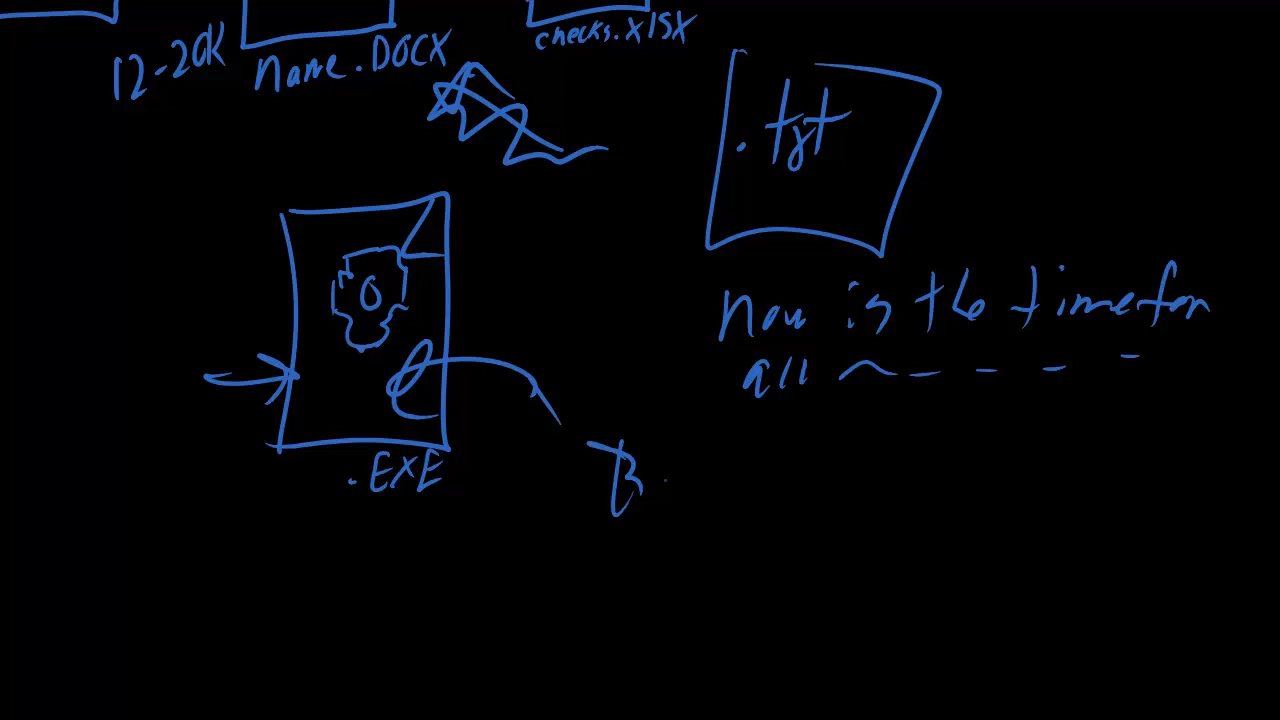 12-20K
name.DOCX
checks.XlSX
.txt
now is the time for
all
.EXE
B